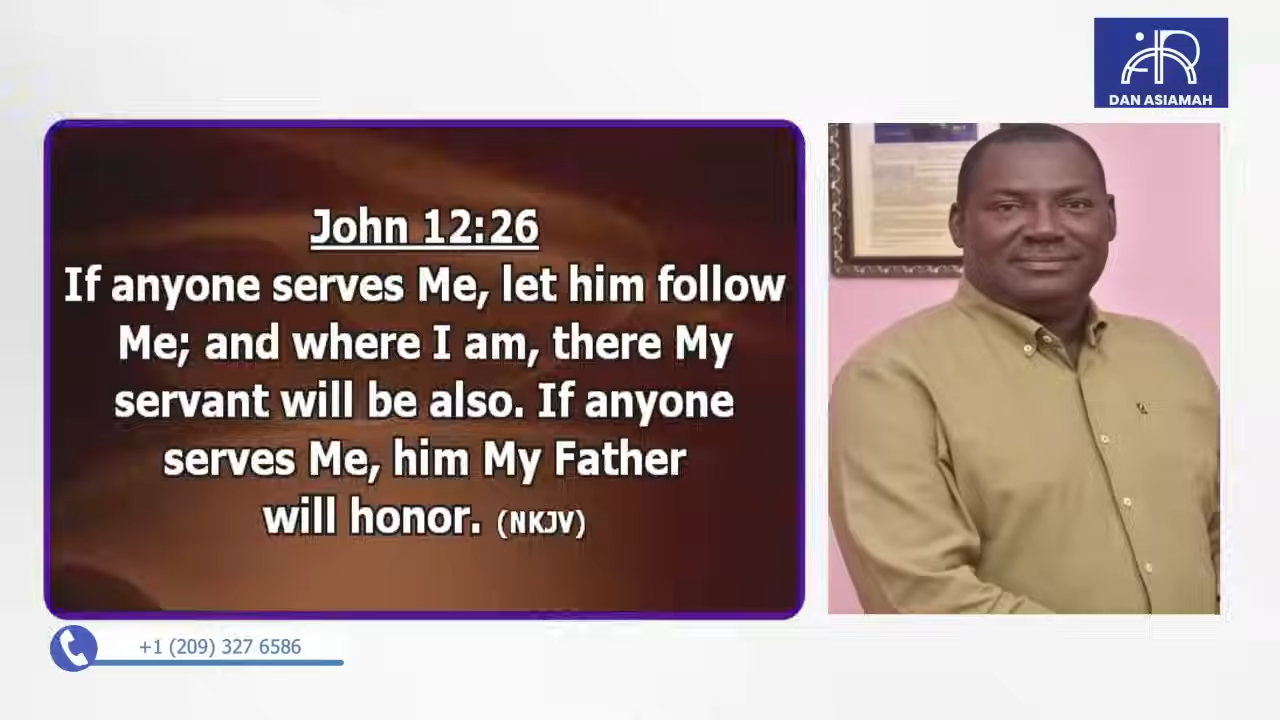 DAN ASIAMAH
John 12:26
If anyone serves Me, let him follow
Me; and where I am, there My
servant will be also. If anyone
serves Me, him My Father
will honor. (NKJV)
+1 (209) 327 6586